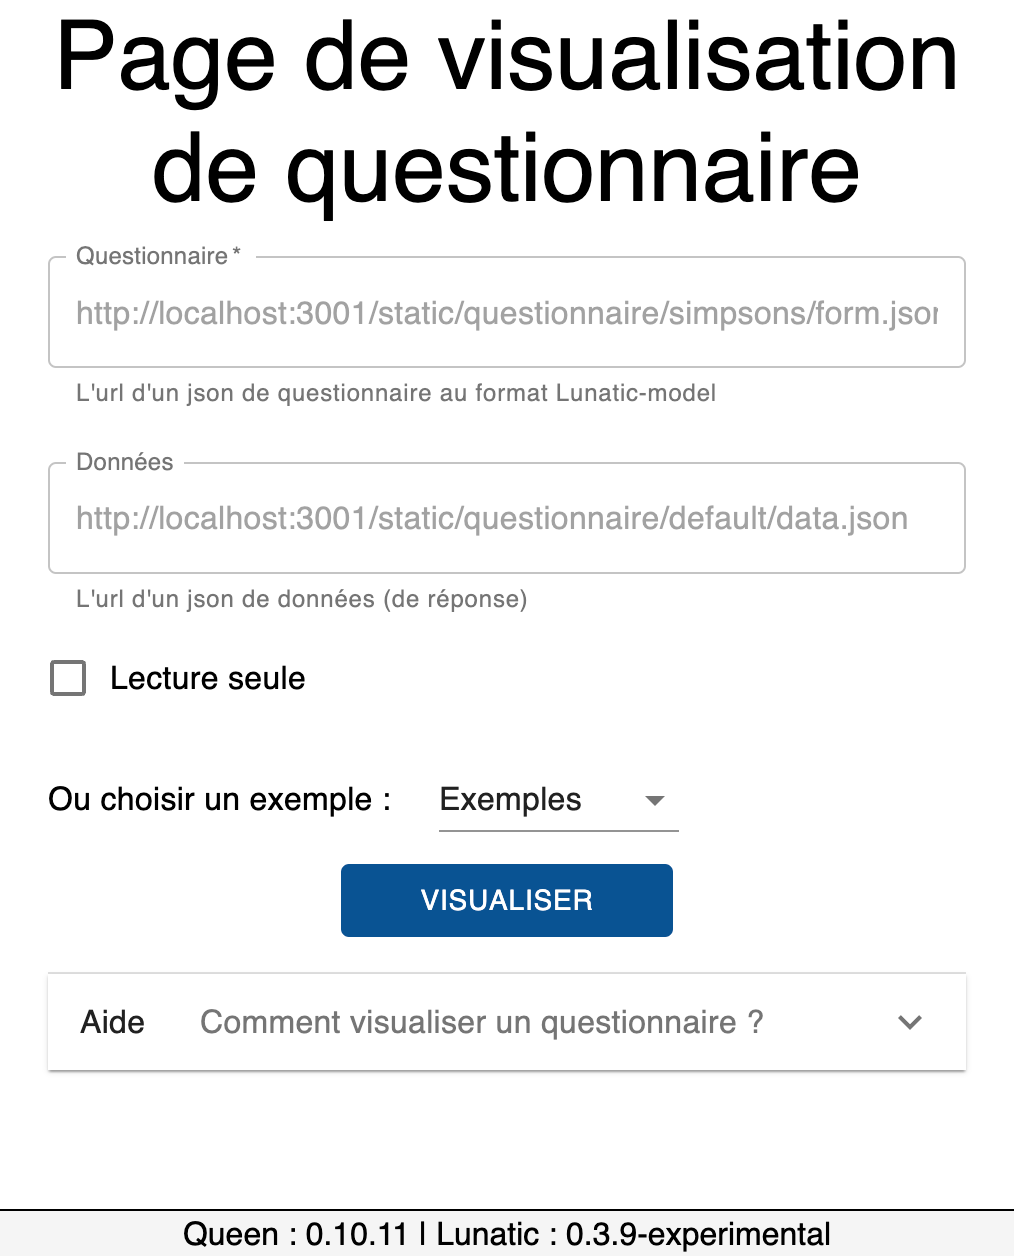 Page de visualisation
de questionnaire
Questionnaire *
http://localhost:3001/static/questionnaire/simpsons/form.json
L'url d'un json de questionnaire au format Lunatic-model
Données
http://localhost:3001/static/questionnaire/default/data.json
L'url d'un json de données (de réponse)
Lecture seule
Ou choisir un exemple : Exemples
VISUALISER
Aide Comment visualiser un questionnaire ?
Queen : 0.10.11 | Lunatic : 0.3.9-experimental